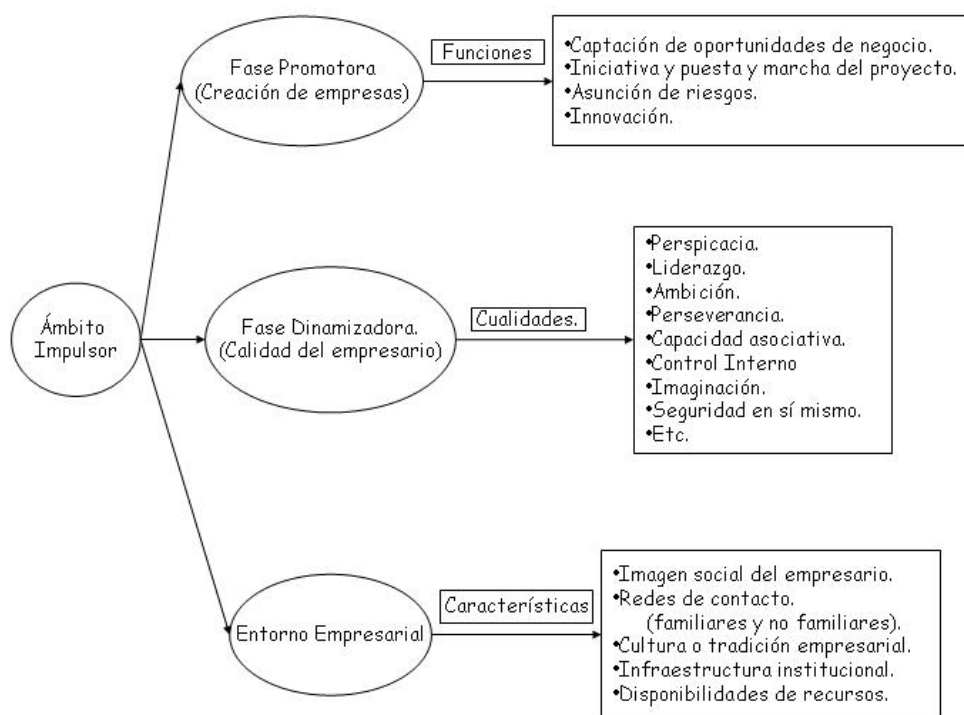 Fase Promotora
(Creación de empresas)
Funciones
•Captación de oportunidades de negocio.
•Iniciativa y puesta y marcha del proyecto.
•Asunción de riesgos.
•Innovación.
Ámbito
Impulsor
Fase Dinamizadora.
(Calidad del empresario)
Cualidades.
•Perspicacia.
•Liderazgo.
•Ambición.
•Perseverancia.
•Capacidad asociativa.
•Control Interno
•Imaginación.
•Seguridad en sí mismo.
•Etc.
Entorno Empresarial
Característícas
•Imagen social del empresario.
•Redes de contacto.
(familiares y no familiares).
•Cultura o tradición empresarial.
•Infraestructura institucional.
•Disponibilidades de recursos.